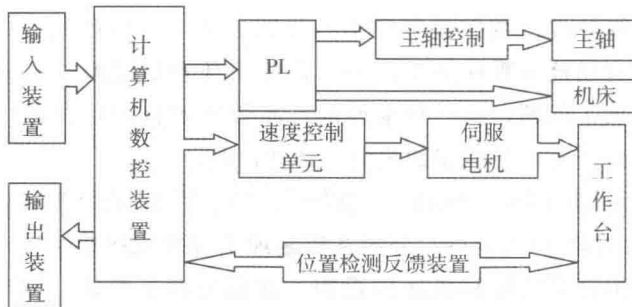 输入装置
输出装置
计算机数控装置
PL
主轴控制
主轴
机床
速度控制
单元
伺服
电机
工作台
位置检测反馈装置